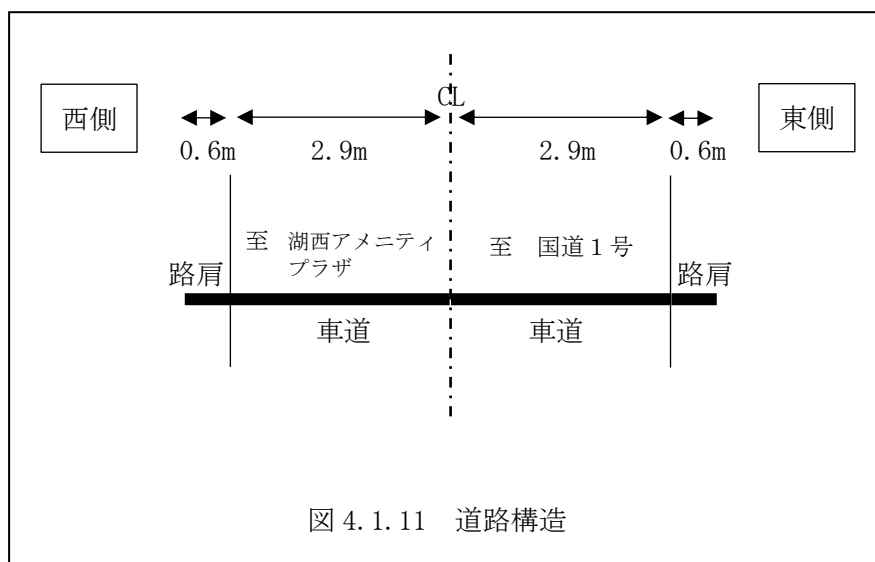 CL
西側
東側
0.6m 2.9m 2.9m 0.6m
至 湖西アメニティ
プラザ
至 国道1号
路肩
路肩
車道 車道
図 4.1.11 道路構造